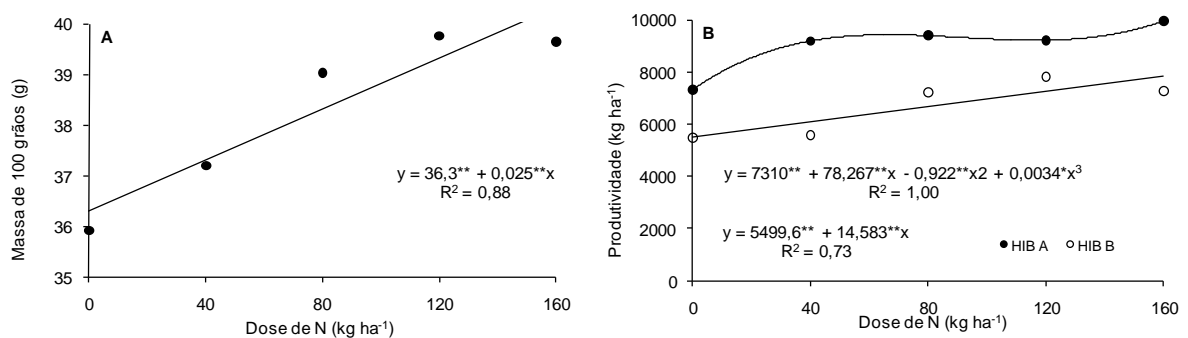 A
Massa de 100 grãos (g)
40
39
38
37
36
35
y = 36,3** + 0,025**x
R² = 0,88
0 40 80 120 160
Dose de N (kg ha⁻¹)
B
Produtividade (kg ha⁻¹)
10000
8000
6000
4000
2000
0
y = 7310** + 78,267**x - 0,922**x2 + 0,0034*x³
R² = 1,00
y = 5499,6** + 14,583**x
R² = 0,73
HIB A HIB B
0 40 80 120 160
Dose de N (kg ha⁻¹)